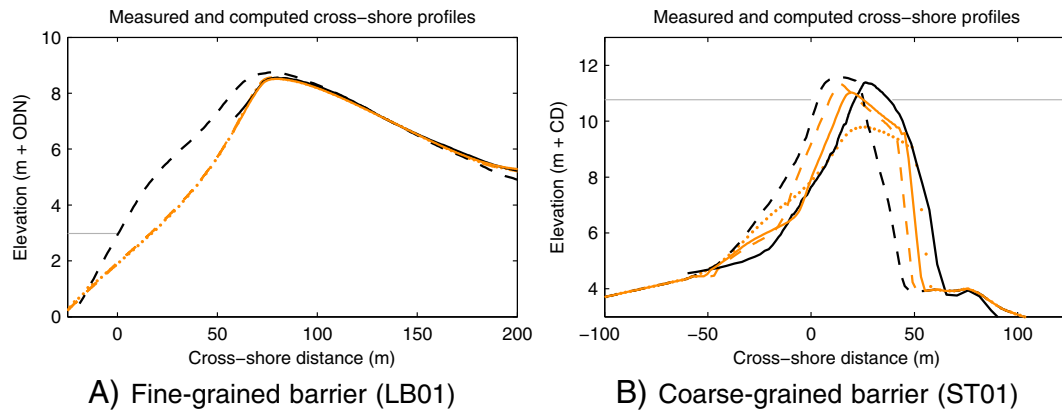 Measured and computed cross-shore profiles
10
8
6
4
2
0
0
50
100
150
200
Elevation (m + ODN)
Cross-shore distance (m)
A) Fine-grained barrier (LB01)
Measured and computed cross-shore profiles
12
10
8
6
4
−100
−50
0
50
100
Elevation (m + CD)
Cross-shore distance (m)
B) Coarse-grained barrier (ST01)